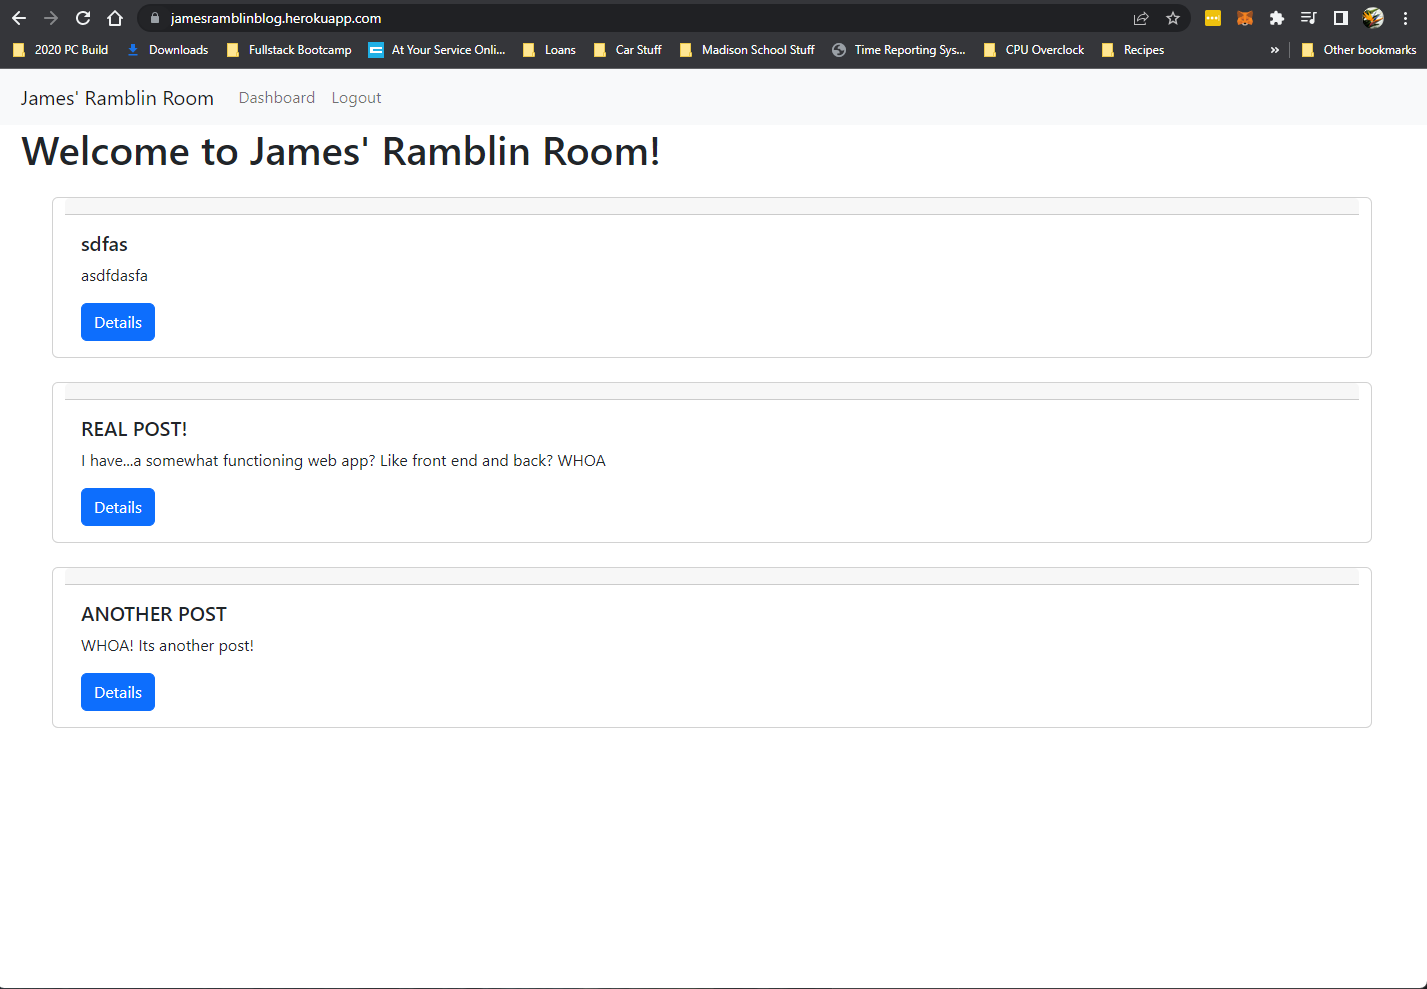 jamesramblinblog.herokuapp.com
2020 PC Build Downloads Fullstack Bootcamp At Your Service Onli... Loans Car Stuff Madison School Stuff Time Reporting Sys... CPU Overclock Recipes » Other bookmarks
James' Ramblin Room Dashboard Logout
Welcome to James' Ramblin Room!
sdfas
asdfdasfa
Details
REAL POST!
I have...a somewhat functioning web app? Like front end and back? WHOA
Details
ANOTHER POST
WHOA! Its another post!
Details